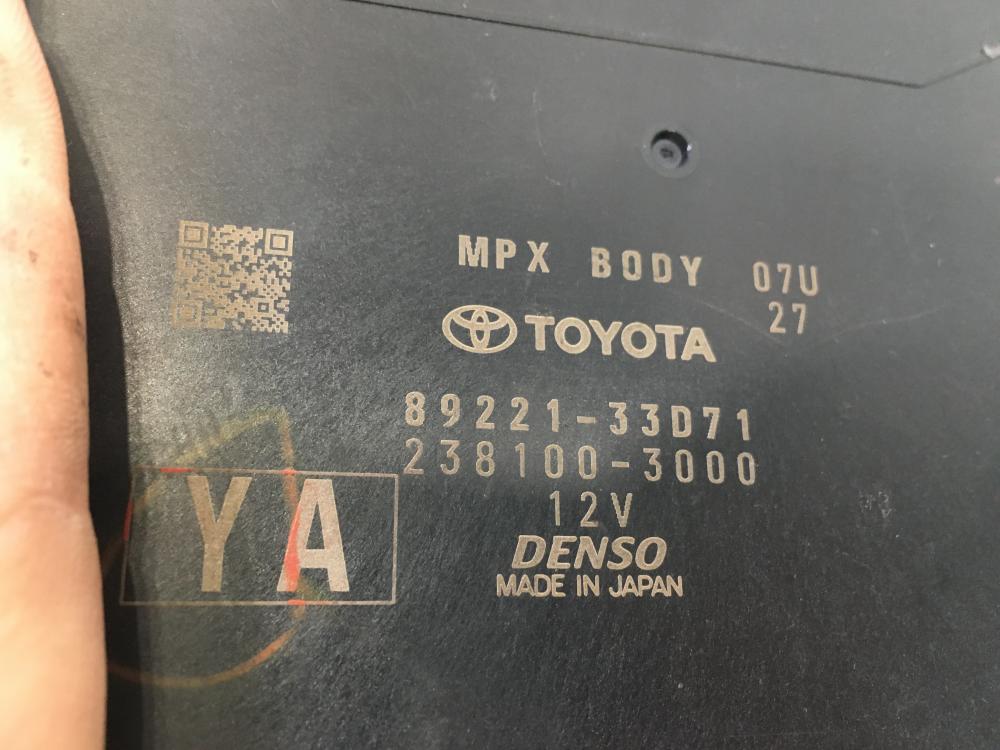 MPX BODY 07U
27
TOYOTA
89221-33D71
238100-3000
12V
YA
DENSO
MADE IN JAPAN